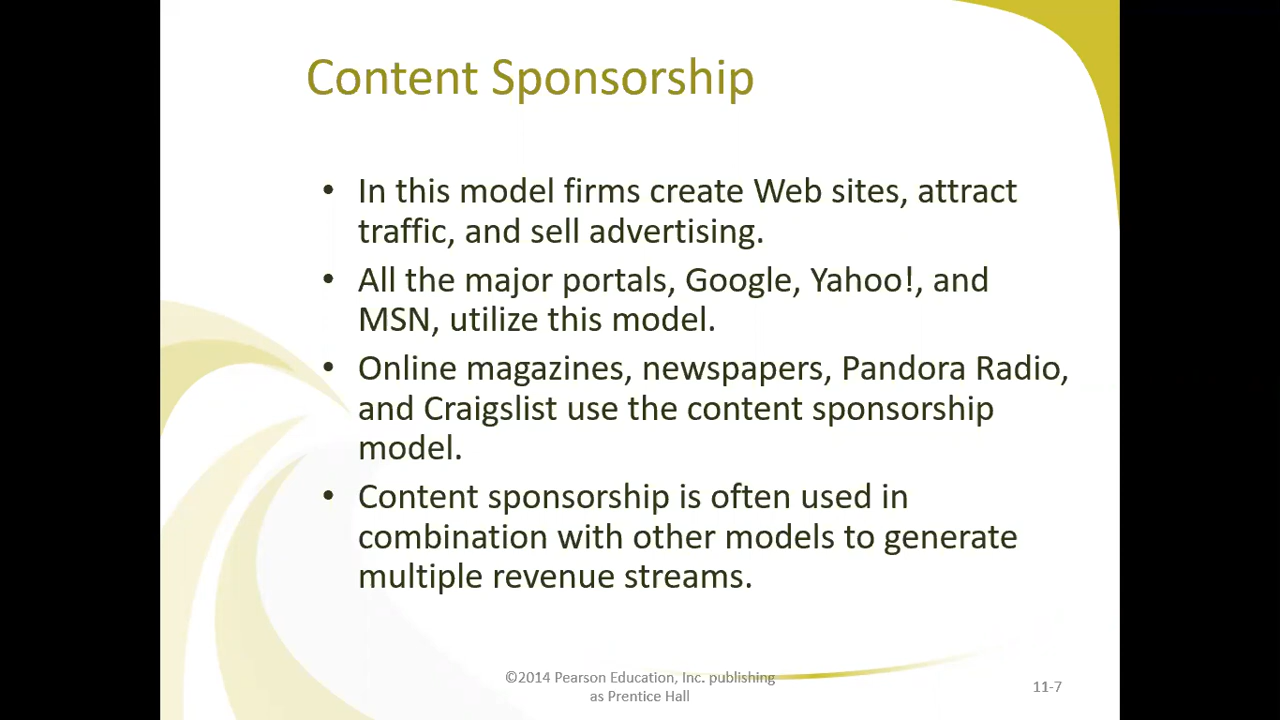 Content Sponsorship
• In this model firms create Web sites, attract
traffic, and sell advertising.
• All the major portals, Google, Yahoo!, and
MSN, utilize this model.
• Online magazines, newspapers, Pandora Radio,
and Craigslist use the content sponsorship
model.
• Content sponsorship is often used in
combination with other models to generate
multiple revenue streams.
©2014 Pearson Education, Inc. publishing
as Prentice Hall
11-7